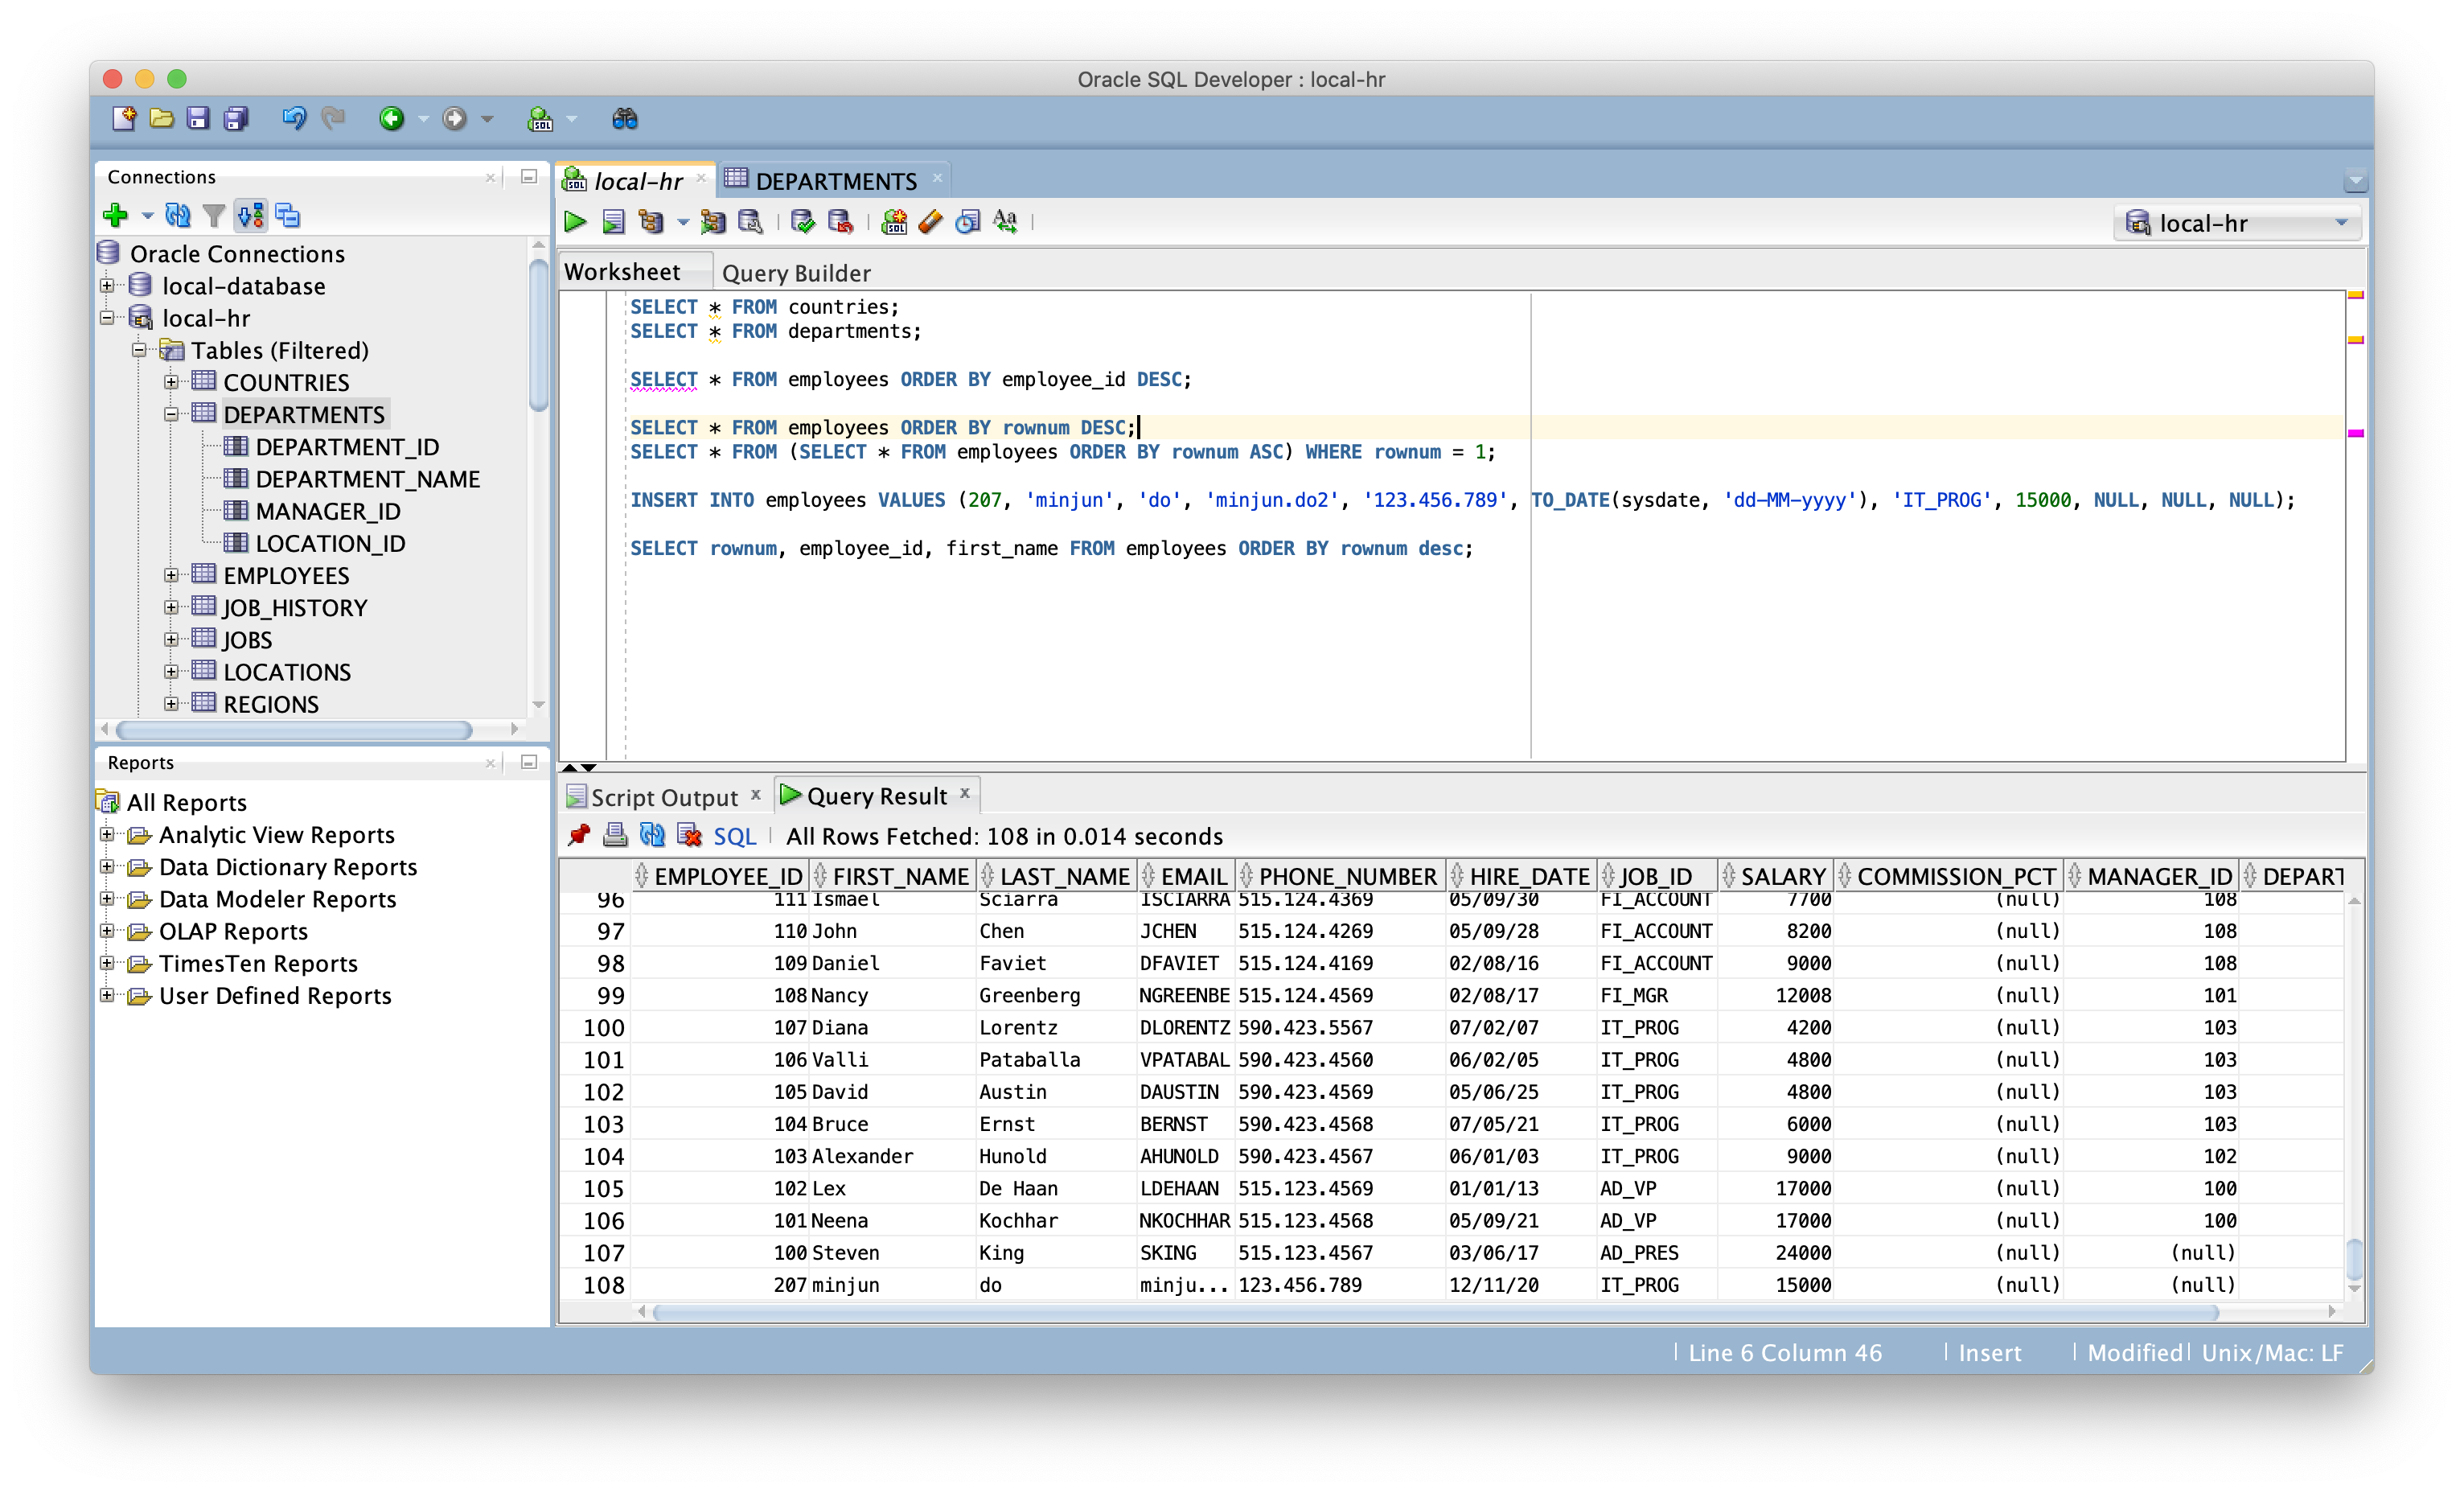 Oracle SQL Developer : local-hr
Connections
Oracle Connections
local-database
local-hr
Tables (Filtered)
COUNTRIES
DEPARTMENTS
DEPARTMENT_ID
DEPARTMENT_NAME
MANAGER_ID
LOCATION_ID
EMPLOYEES
JOB_HISTORY
JOBS
LOCATIONS
REGIONS
Reports
All Reports
Analytic View Reports
Data Dictionary Reports
Data Modeler Reports
OLAP Reports
TimesTen Reports
User Defined Reports
local-hr DEPARTMENTS
local-hr
Worksheet Query Builder
SELECT * FROM countries;
SELECT * FROM departments;
SELECT * FROM employees ORDER BY employee_id DESC;
SELECT * FROM employees ORDER BY rownum DESC;
SELECT * FROM (SELECT * FROM employees ORDER BY rownum ASC) WHERE rownum = 1;
INSERT INTO employees VALUES (207, 'minjun', 'do', 'minjun.do2', '123.456.789', TO_DATE(sysdate, 'dd-MM-yyyy'), 'IT_PROG', 15000, NULL, NULL, NULL);
SELECT rownum, employee_id, first_name FROM employees ORDER BY rownum desc;
Script Output Query Result
SQL All Rows Fetched: 108 in 0.014 seconds
EMPLOYEE_ID FIRST_NAME LAST_NAME EMAIL PHONE_NUMBER HIRE_DATE JOB_ID SALARY COMMISSION_PCT MANAGER_ID DEPART
96 111 Ismael Sciarra ISCIARRA 515.124.4369 05/09/30 FI_ACCOUNT 7700 (null) 108
97 110 John Chen JCHEN 515.124.4269 05/09/28 FI_ACCOUNT 8200 (null) 108
98 109 Daniel Faviet DFAVIET 515.124.4169 02/08/16 FI_ACCOUNT 9000 (null) 108
99 108 Nancy Greenberg NGREENBE 515.124.4569 02/08/17 FI_MGR 12008 (null) 101
100 107 Diana Lorentz DLORENTZ 590.423.5567 07/02/07 IT_PROG 4200 (null) 103
101 106 Valli Pataballa VPATABAL 590.423.4560 06/02/05 IT_PROG 4800 (null) 103
102 105 David Austin DAUSTIN 590.423.4569 05/06/25 IT_PROG 4800 (null) 103
103 104 Bruce Ernst BERNST 590.423.4568 07/05/21 IT_PROG 6000 (null) 103
104 103 Alexander Hunold AHUNOLD 590.423.4567 06/01/03 IT_PROG 9000 (null) 102
105 102 Lex De Haan LDEHAAN 515.123.4569 01/01/13 AD_VP 17000 (null) 100
106 101 Neena Kochhar NKOCHHAR 515.123.4568 05/09/21 AD_VP 17000 (null) 100
107 100 Steven King SKING 515.123.4567 03/06/17 AD_PRES 24000 (null) (null)
108 207 minjun do minju... 123.456.789 12/11/20 IT_PROG 15000 (null) (null)
Line 6 Column 46 Insert Modified Unix/Mac: LF